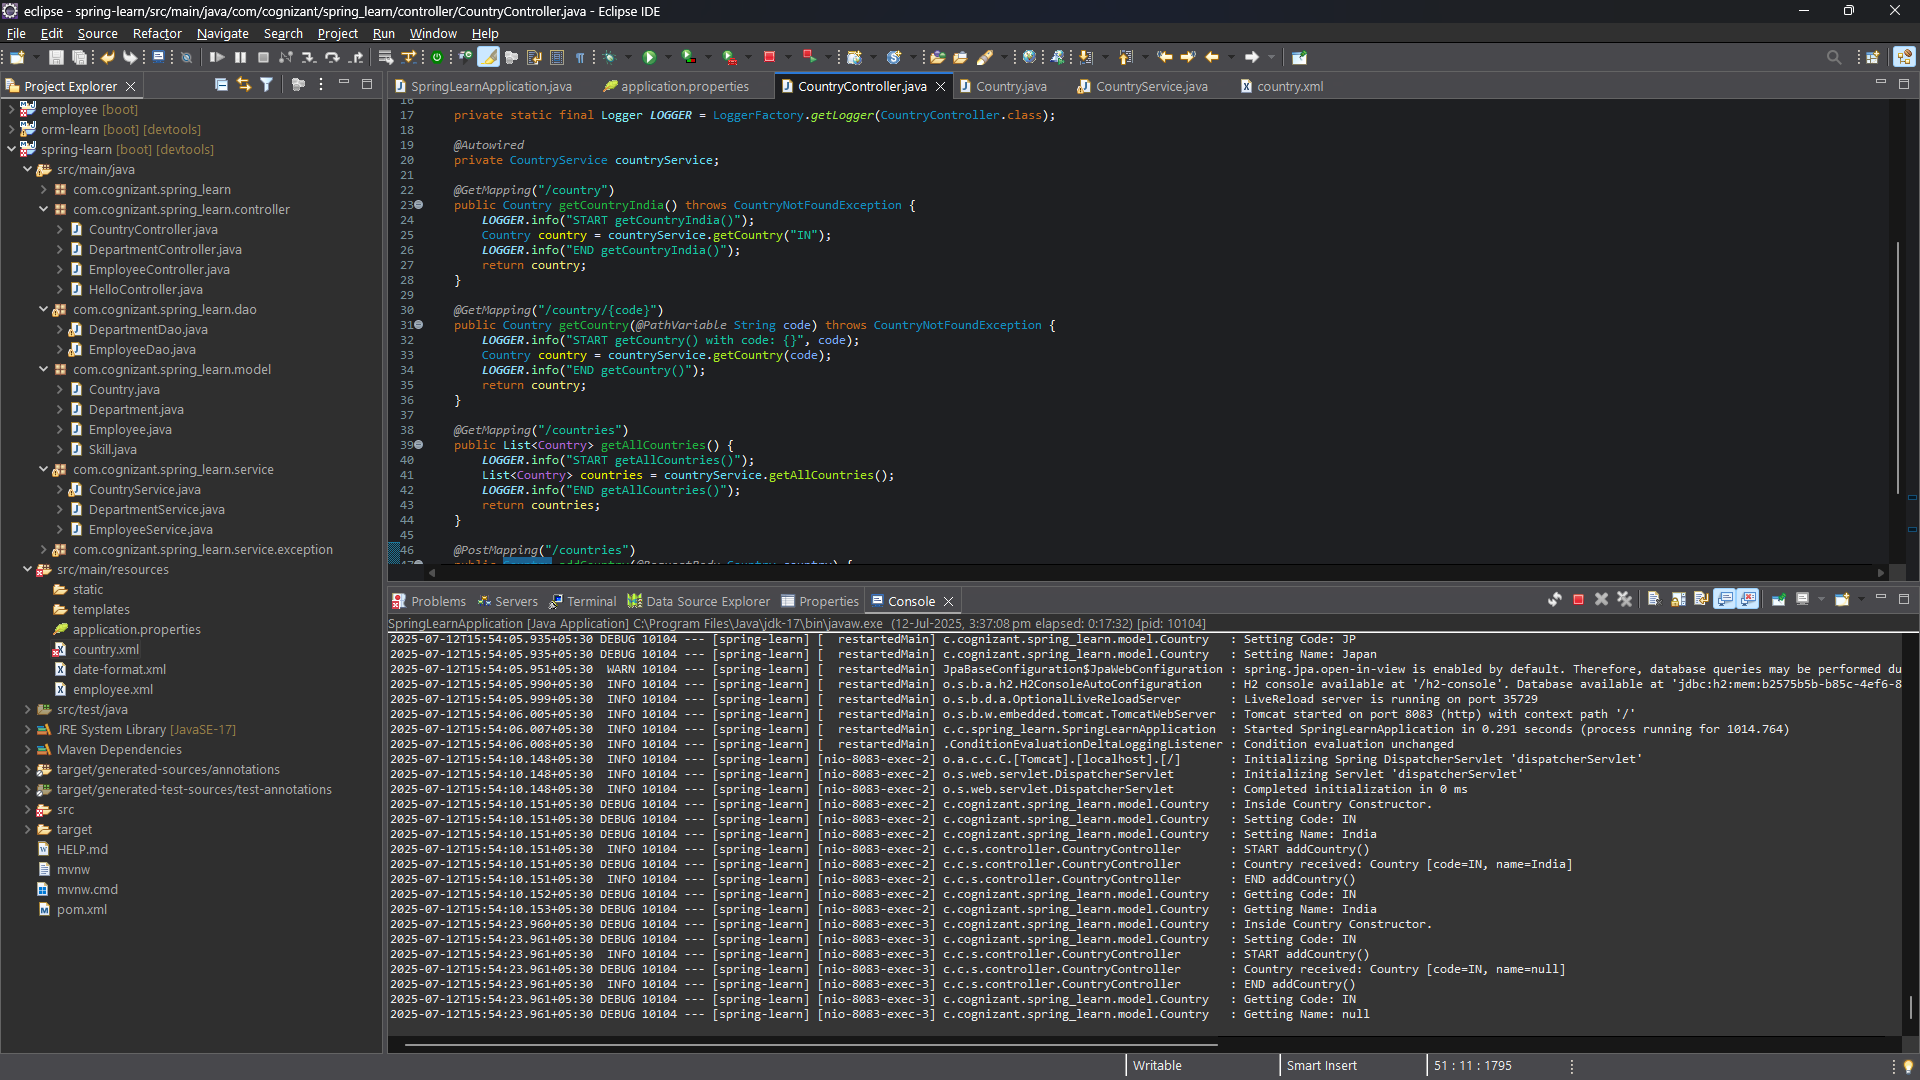 eclipse - spring-learn/src/main/java/com/cognizant/spring_learn/controller/CountryController.java - Eclipse IDE
File Edit Source Refactor Navigate Search Project Run Window Help
Project Explorer
employee [boot]
orm-learn [boot] [devtools]
spring-learn [boot] [devtools]
src/main/java
com.cognizant.spring_learn
com.cognizant.spring_learn.controller
CountryController.java
DepartmentController.java
EmployeeController.java
HelloController.java
com.cognizant.spring_learn.dao
DepartmentDao.java
EmployeeDao.java
com.cognizant.spring_learn.model
Country.java
Department.java
Employee.java
Skill.java
com.cognizant.spring_learn.service
CountryService.java
DepartmentService.java
EmployeeService.java
com.cognizant.spring_learn.service.exception
src/main/resources
static
templates
application.properties
country.xml
date-format.xml
employee.xml
src/test/java
JRE System Library [JavaSE-17]
Maven Dependencies
target/generated-sources/annotations
target/generated-test-sources/test-annotations
src
target
HELP.md
mvnw
mvnw.cmd
pom.xml
SpringLearnApplication.java application.properties CountryController.java Country.java CountryService.java country.xml
16
17 private static final Logger LOGGER = LoggerFactory.getLogger(CountryController.class);
18
19 @Autowired
20 private CountryService countryService;
21
22 @GetMapping("/country")
23 public Country getCountryIndia() throws CountryNotFoundException {
24 LOGGER.info("START getCountryIndia()");
25 Country country = countryService.getCountry("IN");
26 LOGGER.info("END getCountryIndia()");
27 return country;
28 }
29
30 @GetMapping("/country/{code}")
31 public Country getCountry(@PathVariable String code) throws CountryNotFoundException {
32 LOGGER.info("START getCountry() with code: {}", code);
33 Country country = countryService.getCountry(code);
34 LOGGER.info("END getCountry()");
35 return country;
36 }
37
38 @GetMapping("/countries")
39 public List<Country> getAllCountries() {
40 LOGGER.info("START getAllCountries()");
41 List<Country> countries = countryService.getAllCountries();
42 LOGGER.info("END getAllCountries()");
43 return countries;
44 }
45
46 @PostMapping("/countries")
47 public Country addCountry(@RequestBody Country country) {
Problems Servers Terminal Data Source Explorer Properties Console
SpringLearnApplication [Java Application] C:\Program Files\Java\jdk-17\bin\javaw.exe (12-Jul-2025, 3:37:08 pm elapsed: 0:17:32) [pid: 10104]
2025-07-12T15:54:05.935+05:30 DEBUG 10104 --- [spring-learn] [ restartedMain] c.cognizant.spring_learn.model.Country : Setting Code: JP
2025-07-12T15:54:05.935+05:30 DEBUG 10104 --- [spring-learn] [ restartedMain] c.cognizant.spring_learn.model.Country : Setting Name: Japan
2025-07-12T15:54:05.951+05:30 WARN 10104 --- [spring-learn] [ restartedMain] JpaBaseConfiguration$JpaWebConfiguration : spring.jpa.open-in-view is enabled by default. Therefore, database queries may be performed du
2025-07-12T15:54:05.990+05:30 INFO 10104 --- [spring-learn] [ restartedMain] o.s.b.a.h2.H2ConsoleAutoConfiguration : H2 console available at '/h2-console'. Database available at 'jdbc:h2:mem:b2575b5b-b85c-4ef6-8
2025-07-12T15:54:05.999+05:30 INFO 10104 --- [spring-learn] [ restartedMain] o.s.b.d.a.OptionalLiveReloadServer : LiveReload server is running on port 35729
2025-07-12T15:54:06.005+05:30 INFO 10104 --- [spring-learn] [ restartedMain] o.s.b.w.embedded.tomcat.TomcatWebServer : Tomcat started on port 8083 (http) with context path '/'
2025-07-12T15:54:06.007+05:30 INFO 10104 --- [spring-learn] [ restartedMain] c.c.spring_learn.SpringLearnApplication : Started SpringLearnApplication in 0.291 seconds (process running for 1014.764)
2025-07-12T15:54:06.008+05:30 INFO 10104 --- [spring-learn] [ restartedMain] .ConditionEvaluationDeltaLoggingListener : Condition evaluation unchanged
2025-07-12T15:54:10.148+05:30 INFO 10104 --- [spring-learn] [nio-8083-exec-2] o.a.c.c.C.[Tomcat].[localhost].[/] : Initializing Spring DispatcherServlet 'dispatcherServlet'
2025-07-12T15:54:10.148+05:30 INFO 10104 --- [spring-learn] [nio-8083-exec-2] o.s.web.servlet.DispatcherServlet : Initializing Servlet 'dispatcherServlet'
2025-07-12T15:54:10.148+05:30 INFO 10104 --- [spring-learn] [nio-8083-exec-2] o.s.web.servlet.DispatcherServlet : Completed initialization in 0 ms
2025-07-12T15:54:10.151+05:30 DEBUG 10104 --- [spring-learn] [nio-8083-exec-2] c.cognizant.spring_learn.model.Country : Inside Country Constructor.
2025-07-12T15:54:10.151+05:30 DEBUG 10104 --- [spring-learn] [nio-8083-exec-2] c.cognizant.spring_learn.model.Country : Setting Code: IN
2025-07-12T15:54:10.151+05:30 DEBUG 10104 --- [spring-learn] [nio-8083-exec-2] c.cognizant.spring_learn.model.Country : Setting Name: India
2025-07-12T15:54:10.151+05:30 INFO 10104 --- [spring-learn] [nio-8083-exec-2] c.c.s.controller.CountryController : START addCountry()
2025-07-12T15:54:10.151+05:30 DEBUG 10104 --- [spring-learn] [nio-8083-exec-2] c.c.s.controller.CountryController : Country received: Country [code=IN, name=India]
2025-07-12T15:54:10.151+05:30 INFO 10104 --- [spring-learn] [nio-8083-exec-2] c.c.s.controller.CountryController : END addCountry()
2025-07-12T15:54:10.152+05:30 DEBUG 10104 --- [spring-learn] [nio-8083-exec-2] c.cognizant.spring_learn.model.Country : Getting Code: IN
2025-07-12T15:54:10.153+05:30 DEBUG 10104 --- [spring-learn] [nio-8083-exec-2] c.cognizant.spring_learn.model.Country : Getting Name: India
2025-07-12T15:54:23.960+05:30 DEBUG 10104 --- [spring-learn] [nio-8083-exec-3] c.cognizant.spring_learn.model.Country : Inside Country Constructor.
2025-07-12T15:54:23.961+05:30 DEBUG 10104 --- [spring-learn] [nio-8083-exec-3] c.cognizant.spring_learn.model.Country : Setting Code: IN
2025-07-12T15:54:23.961+05:30 INFO 10104 --- [spring-learn] [nio-8083-exec-3] c.c.s.controller.CountryController : START addCountry()
2025-07-12T15:54:23.961+05:30 DEBUG 10104 --- [spring-learn] [nio-8083-exec-3] c.c.s.controller.CountryController : Country received: Country [code=IN, name=null]
2025-07-12T15:54:23.961+05:30 INFO 10104 --- [spring-learn] [nio-8083-exec-3] c.c.s.controller.CountryController : END addCountry()
2025-07-12T15:54:23.961+05:30 DEBUG 10104 --- [spring-learn] [nio-8083-exec-3] c.cognizant.spring_learn.model.Country : Getting Code: IN
2025-07-12T15:54:23.961+05:30 DEBUG 10104 --- [spring-learn] [nio-8083-exec-3] c.cognizant.spring_learn.model.Country : Getting Name: null
Writable Smart Insert 51 : 11 : 1795